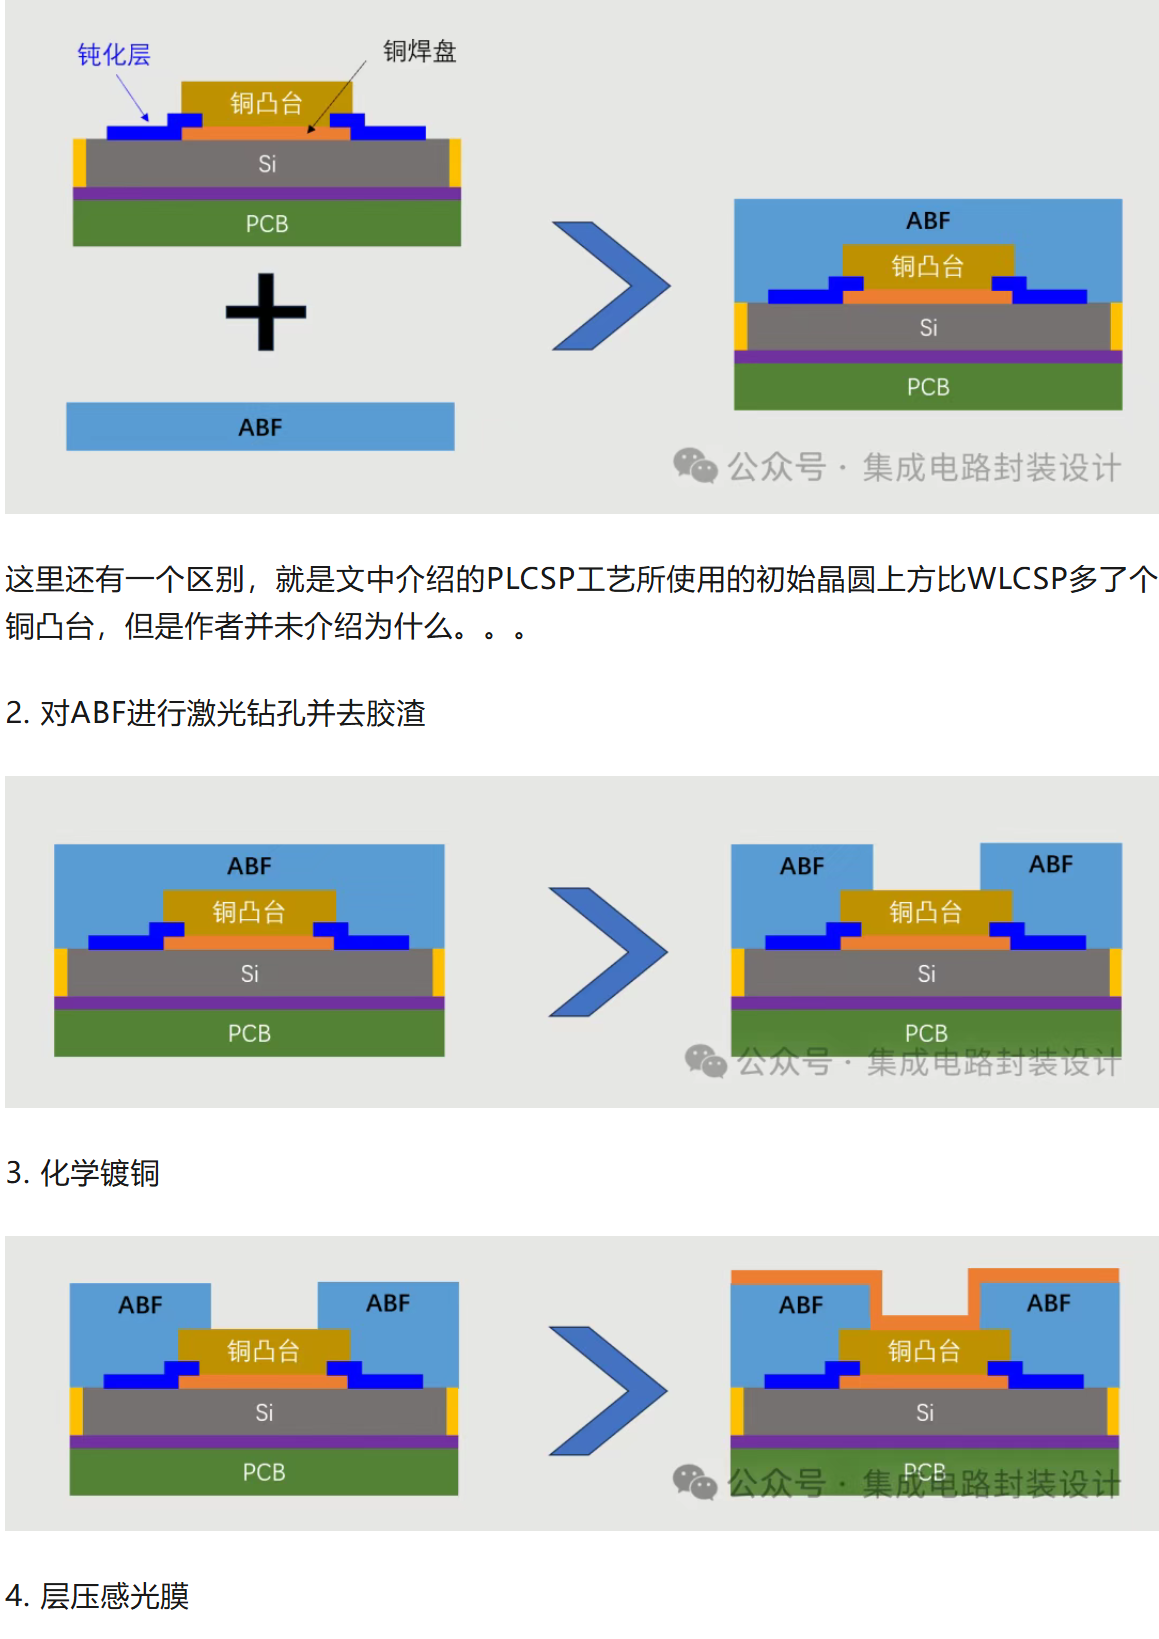 钝化层
铜焊盘
铜凸台
Si
PCB
ABF
ABF
铜凸台
Si
PCB
公众号 · 集成电路封装设计
这里还有一个区别，就是文中介绍的PLCSP工艺所使用的初始晶圆上方比WLCSP多了个
铜凸台，但是作者并未介绍为什么。。。
2. 对ABF进行激光钻孔并去胶渣
ABF
铜凸台
Si
PCB
ABF
ABF
铜凸台
Si
PCB
公众号 · 集成电路封装设计
3. 化学镀铜
ABF
ABF
铜凸台
Si
PCB
ABF
ABF
铜凸台
Si
PCB
公众号 · 集成电路封装设计
4. 层压感光膜